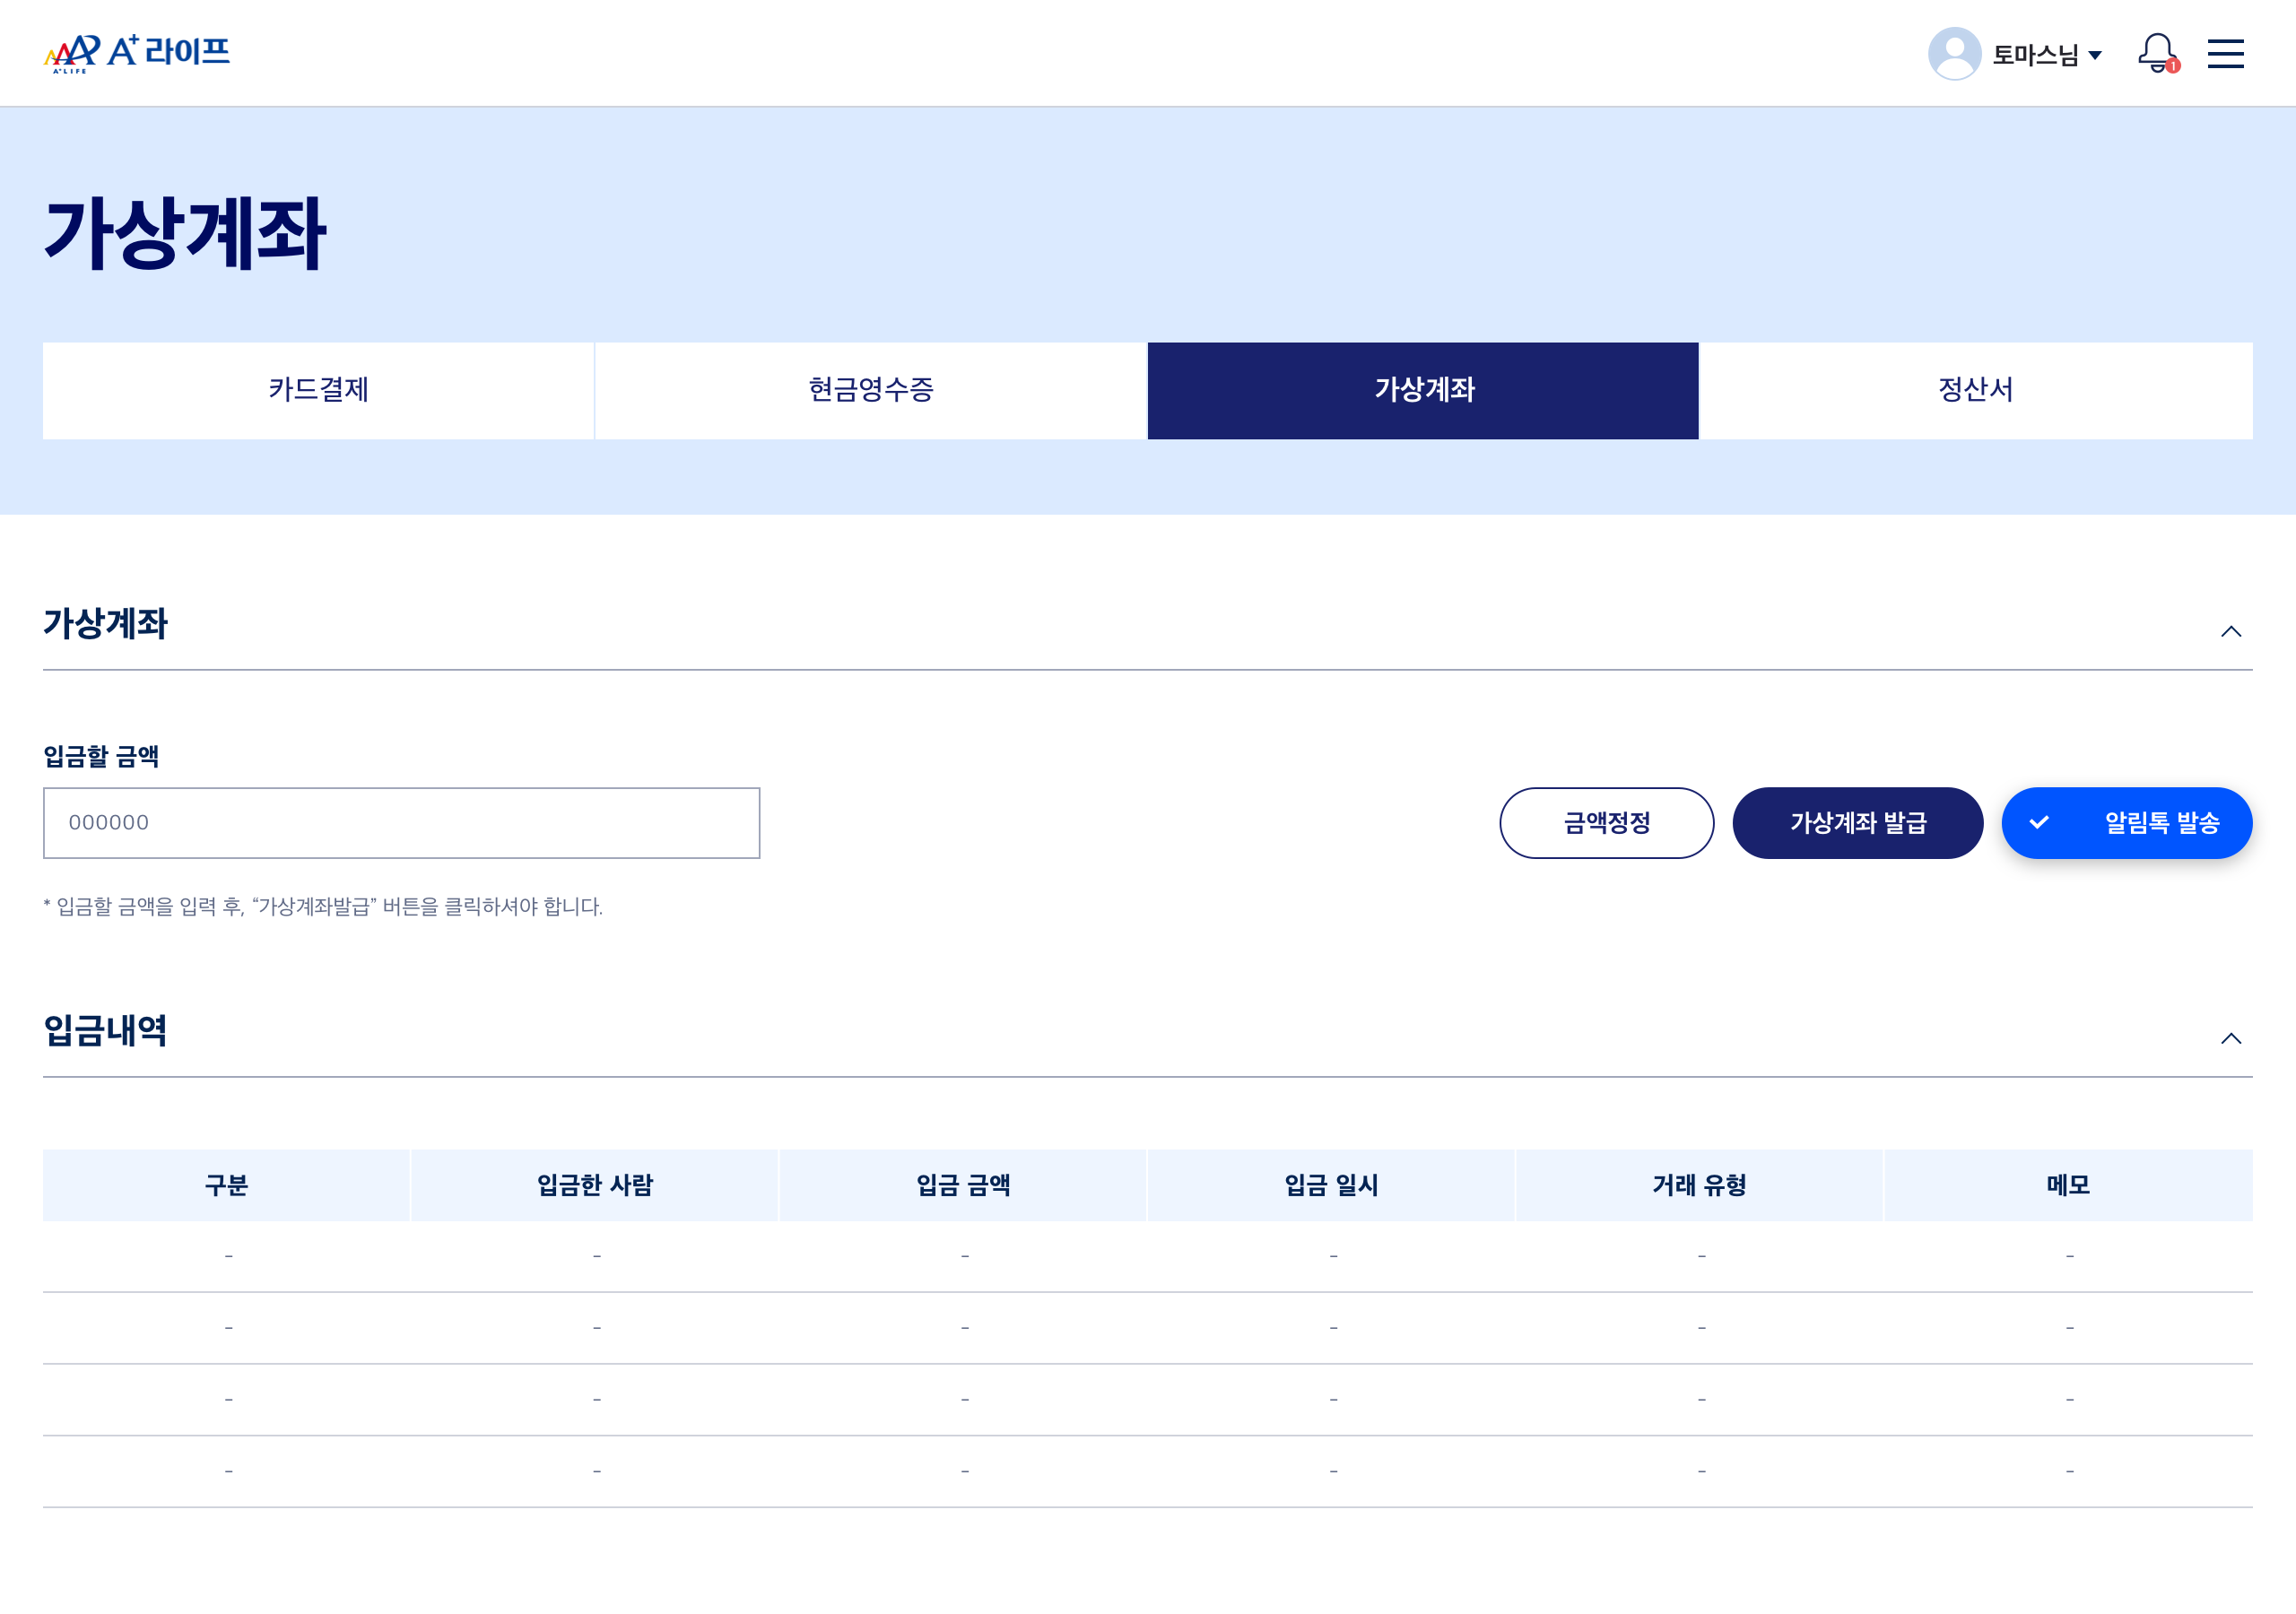 A+LIFE A+라이프
토마스님
1
가상계좌
카드결제 현금영수증 가상계좌 정산서
가상계좌
입금할 금액
000000
금액정정 가상계좌 발급 알림톡 발송
* 입금할 금액을 입력 후, “가상계좌발급” 버튼을 클릭하셔야 합니다.
입금내역
구분 입금한 사람 입금 금액 입금 일시 거래 유형 메모
- - - - - -
- - - - - -
- - - - - -
- - - - - -